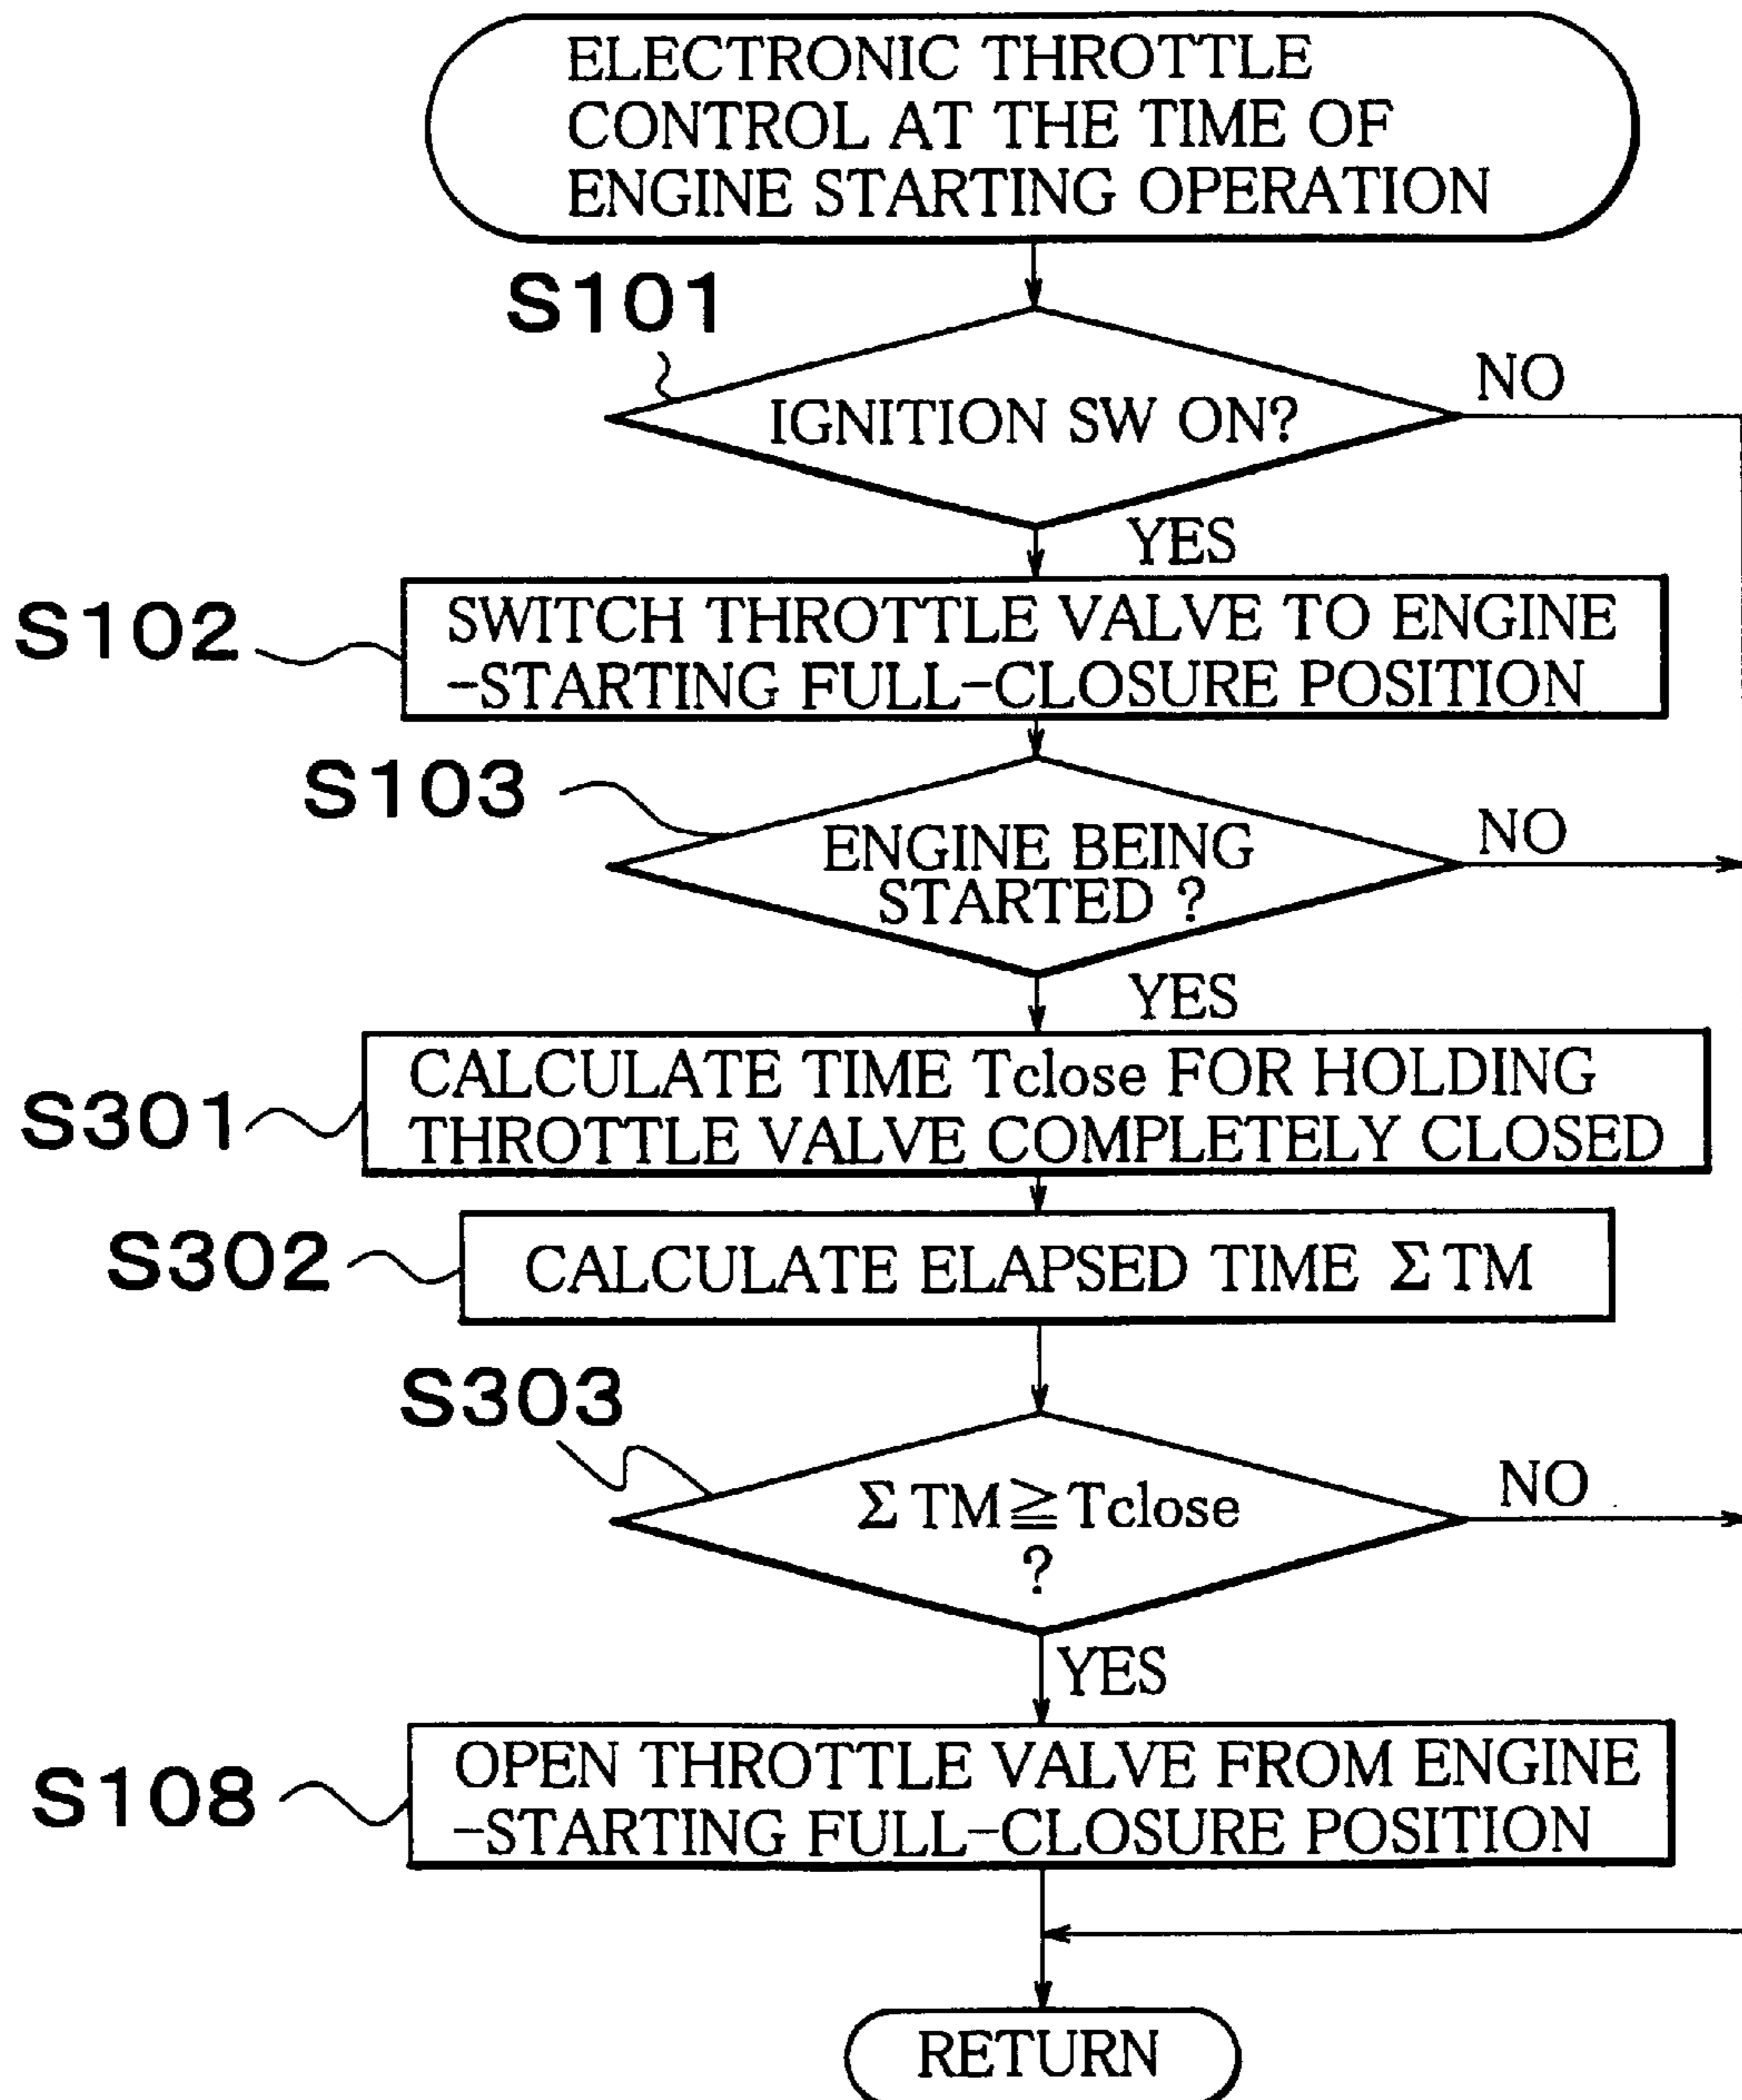 ELECTRONIC THROTTLE
CONTROL AT THE TIME OF
ENGINE STARTING OPERATION
S101
IGNITION SW ON?
NO
YES
S102
SWITCH THROTTLE VALVE TO ENGINE
-STARTING FULL-CLOSURE POSITION
S103
ENGINE BEING
STARTED ?
NO
YES
S301
CALCULATE TIME Tclose FOR HOLDING
THROTTLE VALVE COMPLETELY CLOSED
S302
CALCULATE ELAPSED TIME Σ TM
S303
Σ TM≧Tclose
?
NO
YES
S108
OPEN THROTTLE VALVE FROM ENGINE
-STARTING FULL-CLOSURE POSITION
RETURN